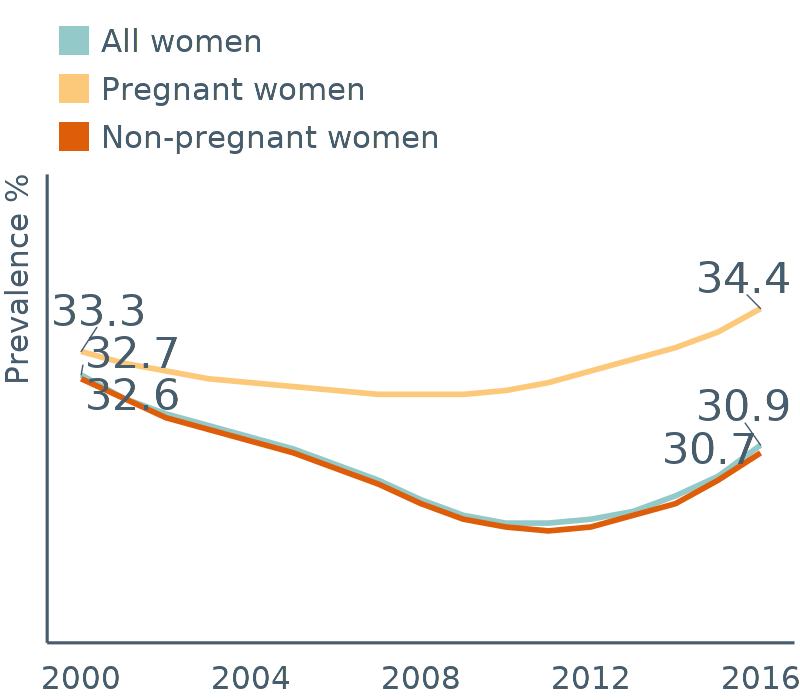 All women
Pregnant women
Non-pregnant women
Prevalence %
34.4
33.3
32.7
32.6
30.9
30.7
2000 2004 2008 2012 2016